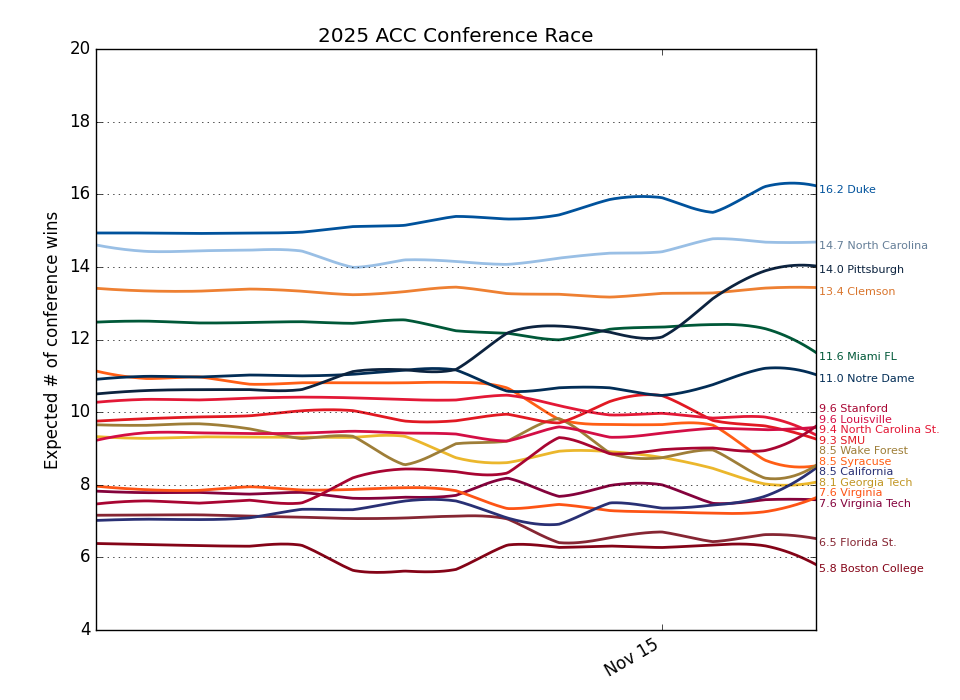 2025 ACC Conference Race
Expected # of conference wins
20
18
16
14
12
10
8
6
4
Nov 15
16.2 Duke
14.7 North Carolina
14.0 Pittsburgh
13.4 Clemson
11.6 Miami FL
11.0 Notre Dame
9.6 Stanford
9.6 Louisville
9.4 North Carolina St.
9.3 SMU
8.5 Wake Forest
8.5 Syracuse
8.5 California
8.1 Georgia Tech
7.6 Virginia
7.6 Virginia Tech
6.5 Florida St.
5.8 Boston College